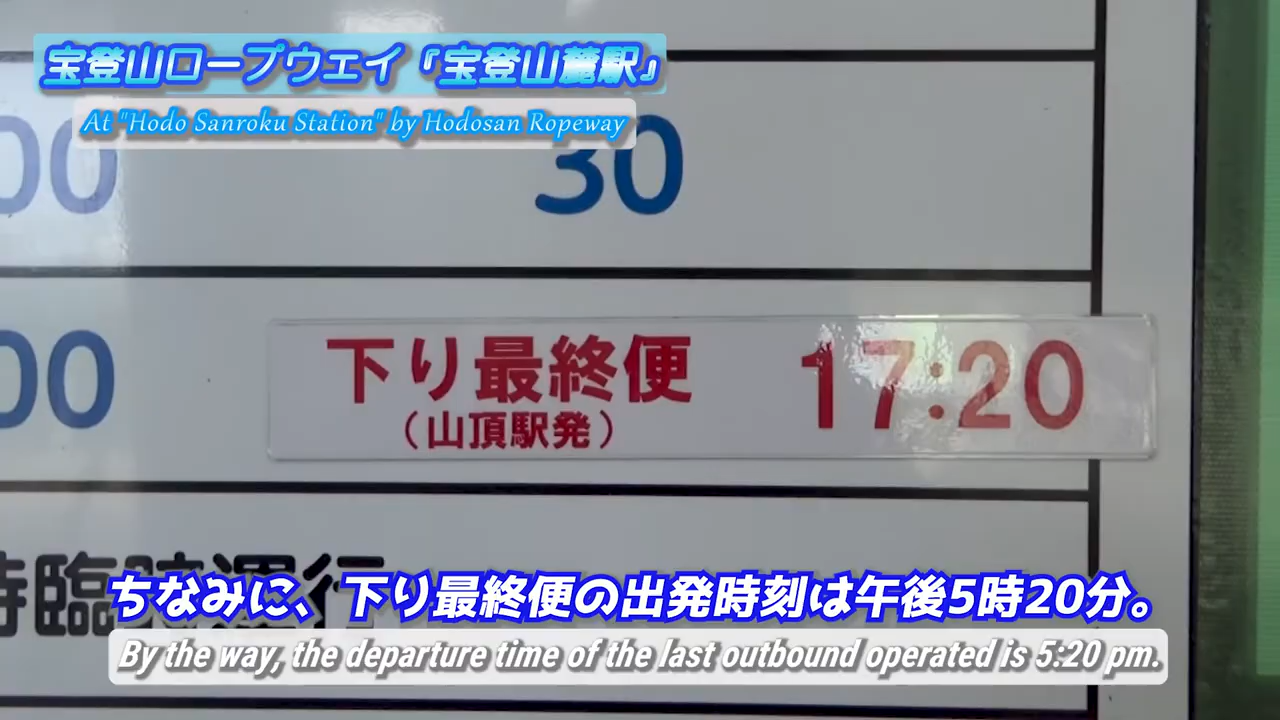 宝登山ロープウェイ『宝登山麓駅』
At "Hodo Sanroku Station" by Hodosan Ropeway
00 30
00
下り最終便 17:20
(山頂駅発)
時臨時運行
ちなみに、下り最終便の出発時刻は午後5時20分。
By the way, the departure time of the last outbound operated is 5:20 pm.